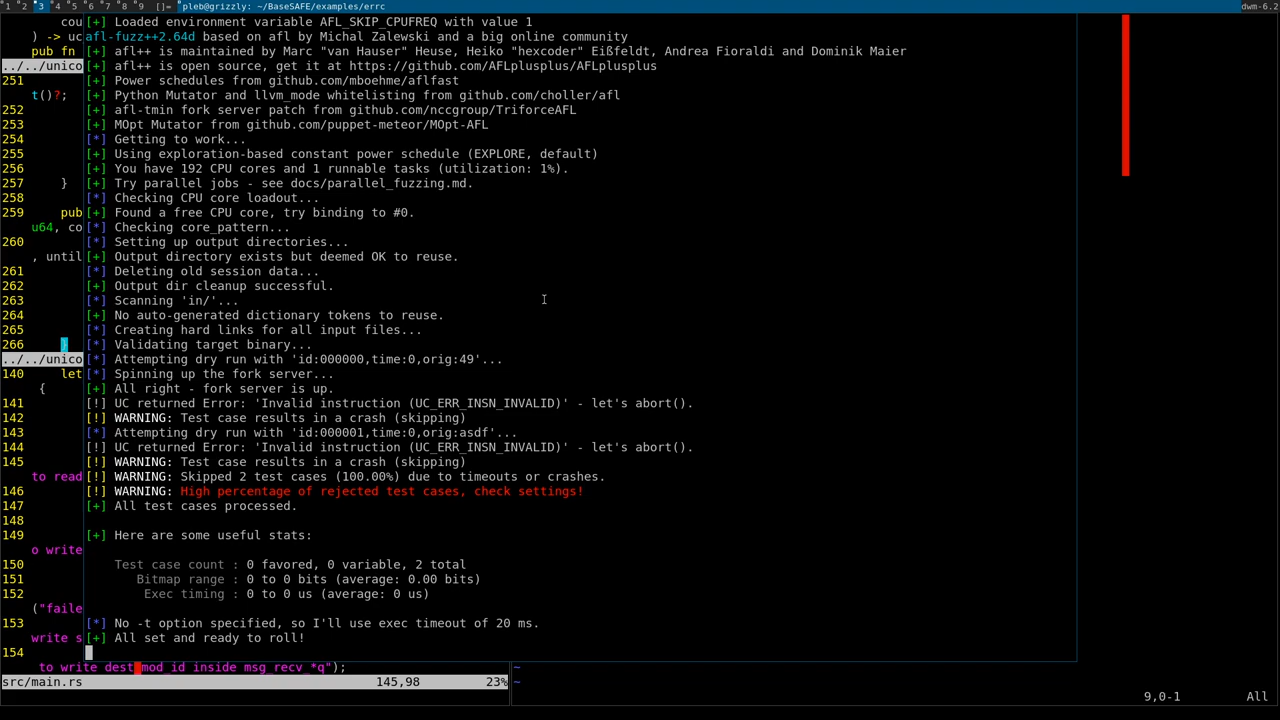 1 2 3 4 5 6 7 8 9 []= pleb@grizzly: ~/BaseSAFE/examples/errc dwm-6.2
cou[+] Loaded environment variable AFL_SKIP_CPUFREQ with value 1
) -> ucafl-fuzz++2.64d based on afl by Michal Zalewski and a big online community
pub fn [+] afl++ is maintained by Marc "van Hauser" Heuse, Heiko "hexcoder" Eißfeldt, Andrea Fioraldi and Dominik Maier
../../unico[+] afl++ is open source, get it at https://github.com/AFLplusplus/AFLplusplus
251 [+] Power schedules from github.com/mboehme/aflfast
t()?; [+] Python Mutator and llvm_mode whitelisting from github.com/choller/afl
252 [+] afl-tmin fork server patch from github.com/nccgroup/TriforceAFL
253 [+] MOpt Mutator from github.com/puppet-meteor/MOpt-AFL
254 [*] Getting to work...
255 [+] Using exploration-based constant power schedule (EXPLORE, default)
256 [+] You have 192 CPU cores and 1 runnable tasks (utilization: 1%).
257 } [+] Try parallel jobs - see docs/parallel_fuzzing.md.
258 [*] Checking CPU core loadout...
259 pub[+] Found a free CPU core, try binding to #0.
u64, co[*] Checking core_pattern...
260 [*] Setting up output directories...
, until[+] Output directory exists but deemed OK to reuse.
261 [*] Deleting old session data...
262 [+] Output dir cleanup successful.
263 [*] Scanning 'in/'...
264 [+] No auto-generated dictionary tokens to reuse.
265 [*] Creating hard links for all input files...
266 } [*] Validating target binary...
../../unico[*] Attempting dry run with 'id:000000,time:0,orig:49'...
140 let[*] Spinning up the fork server...
{ [+] All right - fork server is up.
141 [!] UC returned Error: 'Invalid instruction (UC_ERR_INSN_INVALID)' - let's abort().
142 [!] WARNING: Test case results in a crash (skipping)
143 [*] Attempting dry run with 'id:000001,time:0,orig:asdf'...
144 [!] UC returned Error: 'Invalid instruction (UC_ERR_INSN_INVALID)' - let's abort().
145 [!] WARNING: Test case results in a crash (skipping)
to read[!] WARNING: Skipped 2 test cases (100.00%) due to timeouts or crashes.
146 [!] WARNING: High percentage of rejected test cases, check settings!
147 [+] All test cases processed.
148
149 [+] Here are some useful stats:
o write
150 Test case count : 0 favored, 0 variable, 2 total
151 Bitmap range : 0 to 0 bits (average: 0.00 bits)
152 Exec timing : 0 to 0 us (average: 0 us)
("faile
153 [*] No -t option specified, so I'll use exec timeout of 20 ms.
write s[+] All set and ready to roll!
154
to write dest mod_id inside msg_recv_*q"); ~
src/main.rs 145,98 23% ~
9,0-1 All